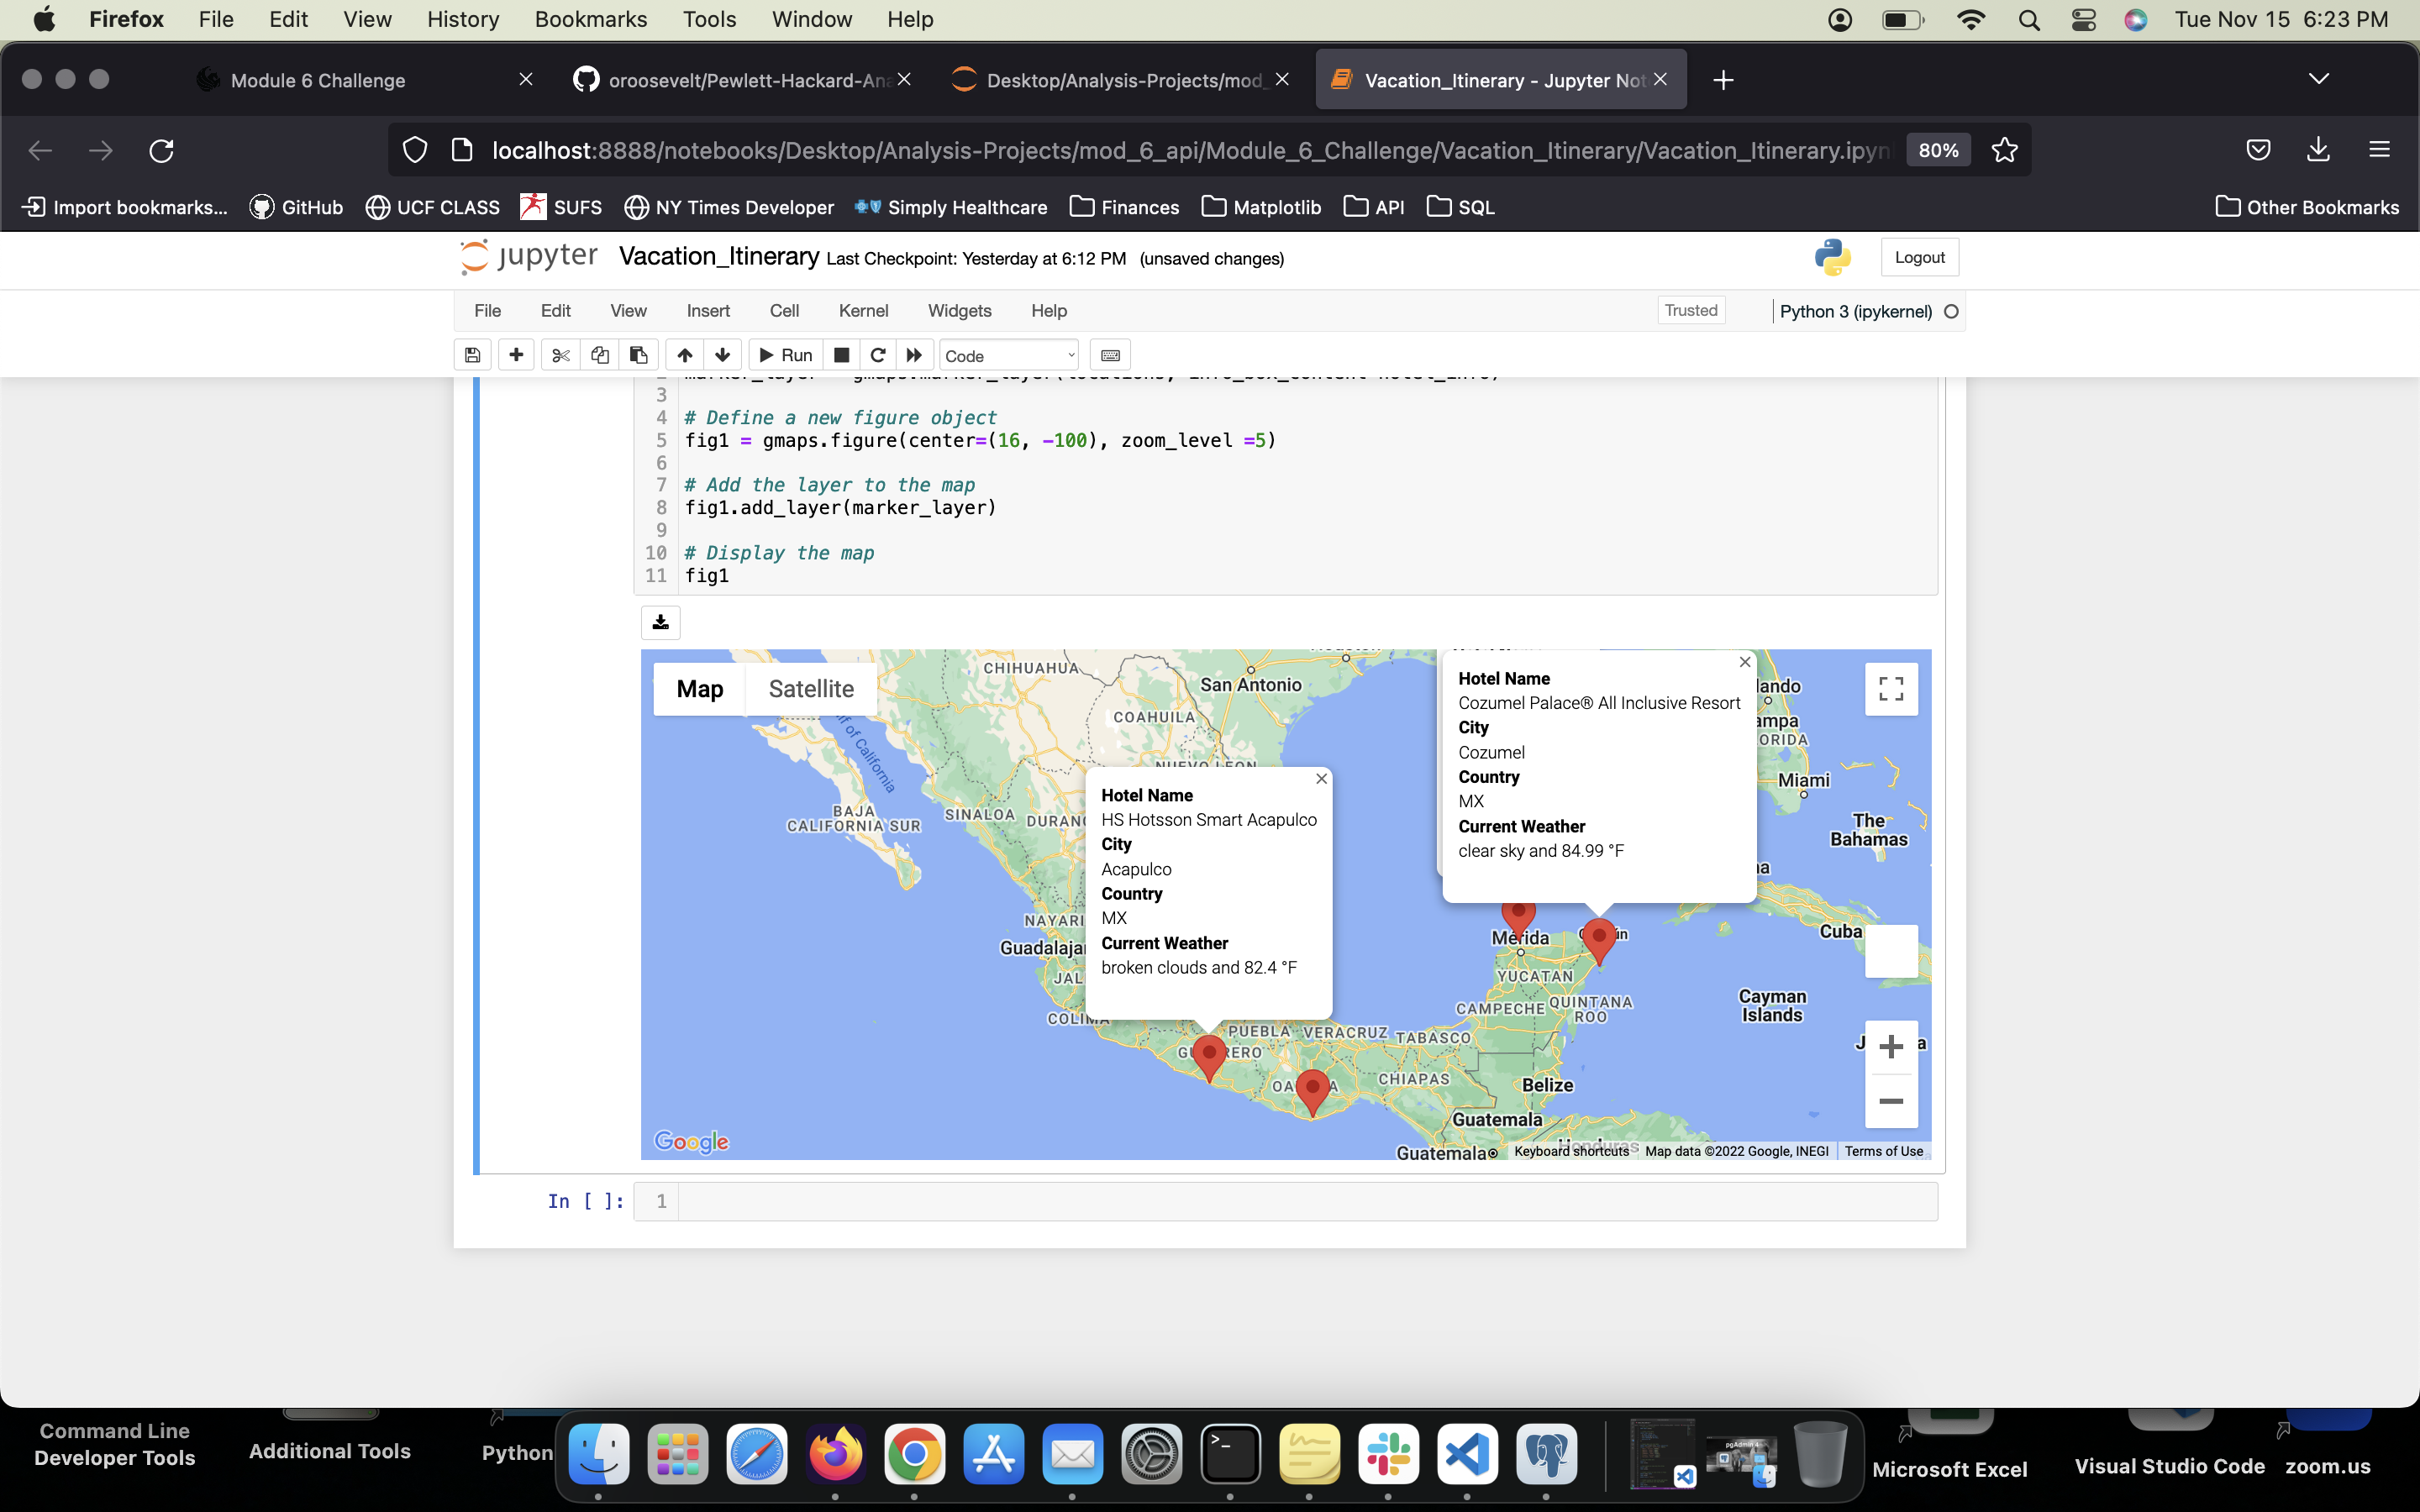 Firefox File Edit View History Bookmarks Tools Window Help Tue Nov 15 6:23 PM
Module 6 Challenge oroosevelt/Pewlett-Hackard-Ana Desktop/Analysis-Projects/mod_ Vacation_Itinerary - Jupyter Not
localhost:8888/notebooks/Desktop/Analysis-Projects/mod_6_api/Module_6_Challenge/Vacation_Itinerary/Vacation_Itinerary.ipyn 80%
Import bookmarks... GitHub UCF CLASS SUFS NY Times Developer Simply Healthcare Finances Matplotlib API SQL Other Bookmarks
jupyter Vacation_Itinerary Last Checkpoint: Yesterday at 6:12 PM (unsaved changes) Logout
File Edit View Insert Cell Kernel Widgets Help Trusted Python 3 (ipykernel)
Run Code
3
4 # Define a new figure object
5 fig1 = gmaps.figure(center=(16, -100), zoom_level =5)
6
7 # Add the layer to the map
8 fig1.add_layer(marker_layer)
9
10 # Display the map
11 fig1
Map Satellite
CHIHUAHUA
San Antonio
COAHUILA
NUEVO LEON
of California
BAJA
CALIFORNIA SUR
SINALOA
DURANG
NAYARI
Guadalajar
JAL
COLIMA
Hotel Name
HS Hotsson Smart Acapulco
City
Acapulco
Country
MX
Current Weather
broken clouds and 82.4 °F
Hotel Name
Cozumel Palace® All Inclusive Resort
City
Cozumel
Country
MX
Current Weather
clear sky and 84.99 °F
lando
ampa
ORIDA
Miami
The
Bahamas
Cuba
Mérida
YUCATAN
CAMPECHE
QUINTANA
ROO
Cayman
Islands
PUEBLA
VERACRUZ
TABASCO
CHIAPAS
Belize
Guatemala
Guatemala
Honduras
Google
Keyboard shortcuts Map data ©2022 Google, INEGI Terms of Use
In [ ]: 1
Command Line
Developer Tools
Additional Tools
Python
pgAdmin 4
Microsoft Excel
Visual Studio Code
zoom.us